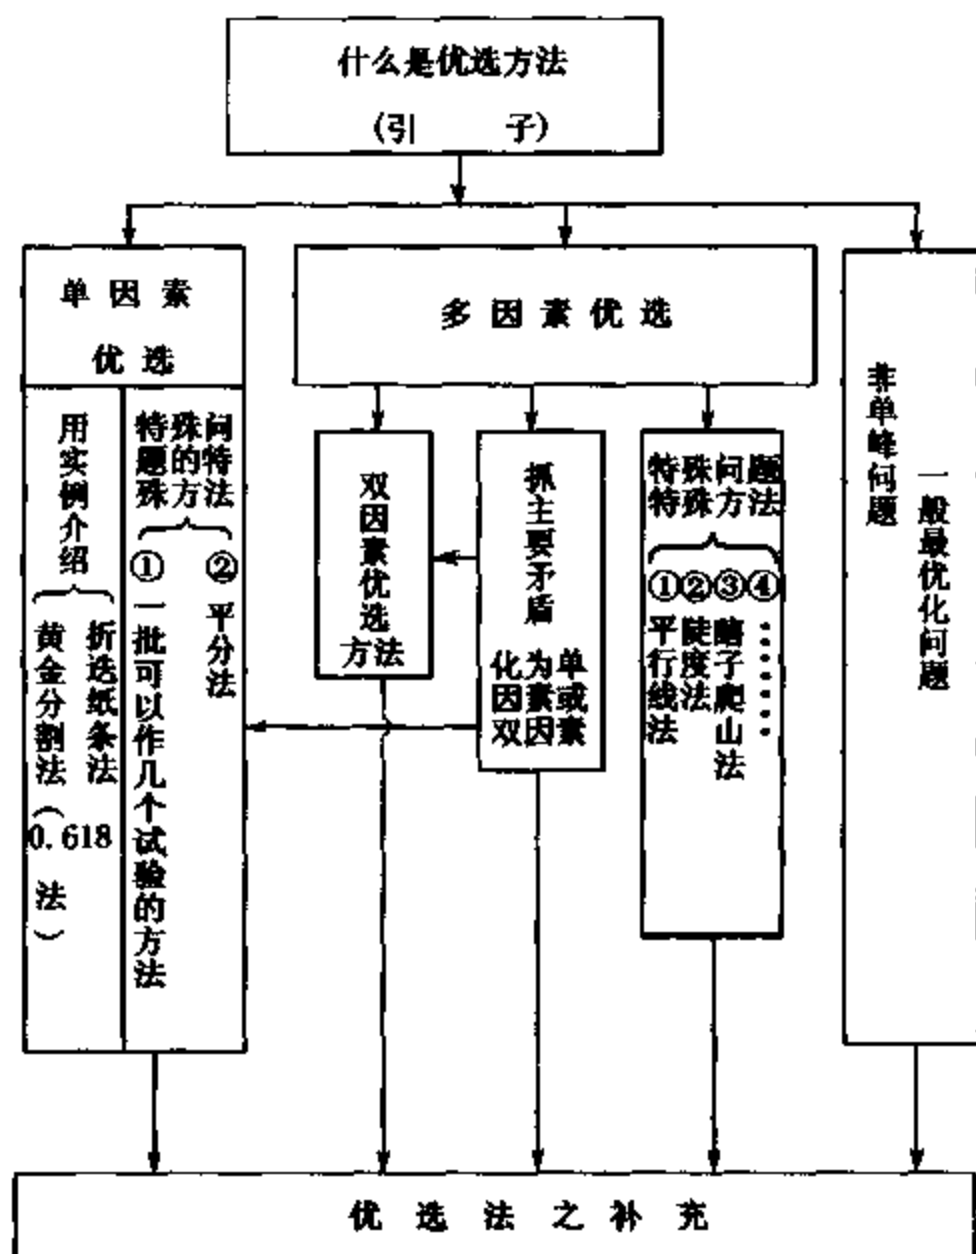 什么是优选方法
(引 子)
单因素
优选
多因素优选
非单峰问题
一般最优化问题
用实例介绍
黄金分割法(0.618法)
折迭纸条法
特殊问题的特殊方法
①一批可以作几个试验的方法
②平分法
双因素优选
方法
抓主要矛盾
化为单
因素或
双因素
特殊问题
特殊方法
①平行线法
②陡度法
③瞎子爬山法
④……
优选法之补充